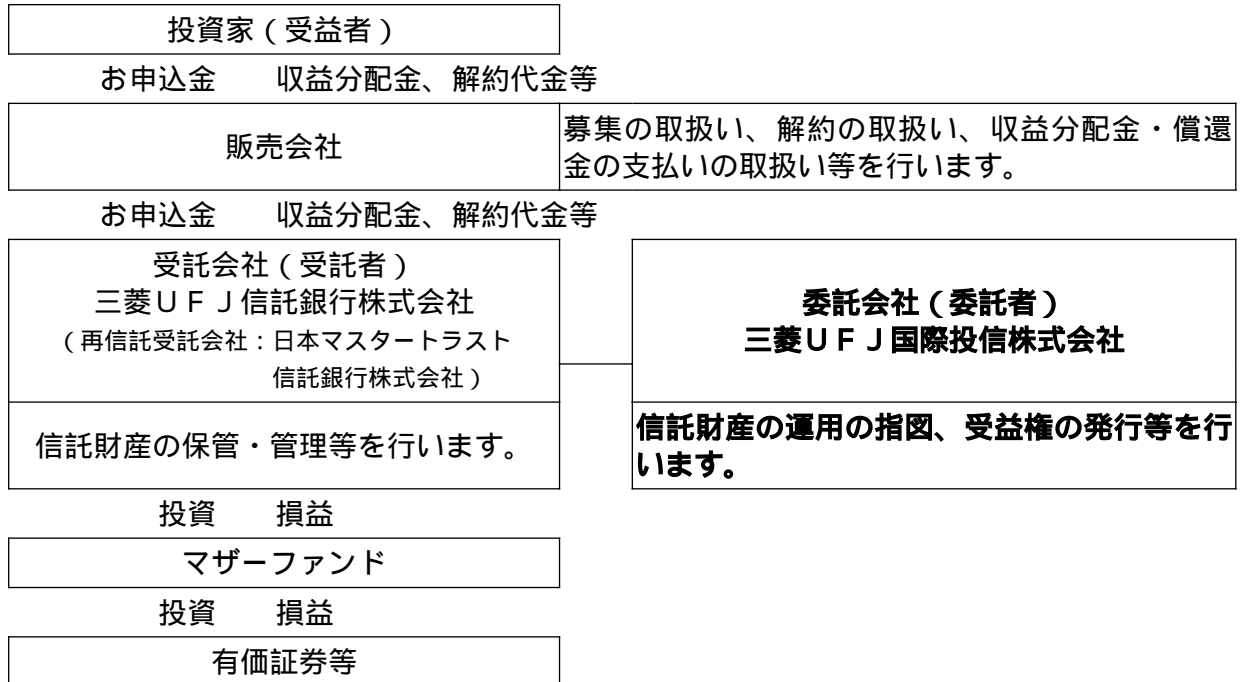 投資家（受益者）
お申込金　　収益分配金、解約代金等
販売会社
募集の取扱い、解約の取扱い、収益分配金・償還
金の支払いの取扱い等を行います。
お申込金　　収益分配金、解約代金等
受託会社（受託者）
三菱ＵＦＪ信託銀行株式会社
（再信託受託会社：日本マスタートラスト
信託銀行株式会社）
委託会社（委託者）
三菱ＵＦＪ国際投信株式会社
信託財産の保管・管理等を行います。
信託財産の運用の指図、受益権の発行等を行
います。
投資　　損益
マザーファンド
投資　　損益
有価証券等